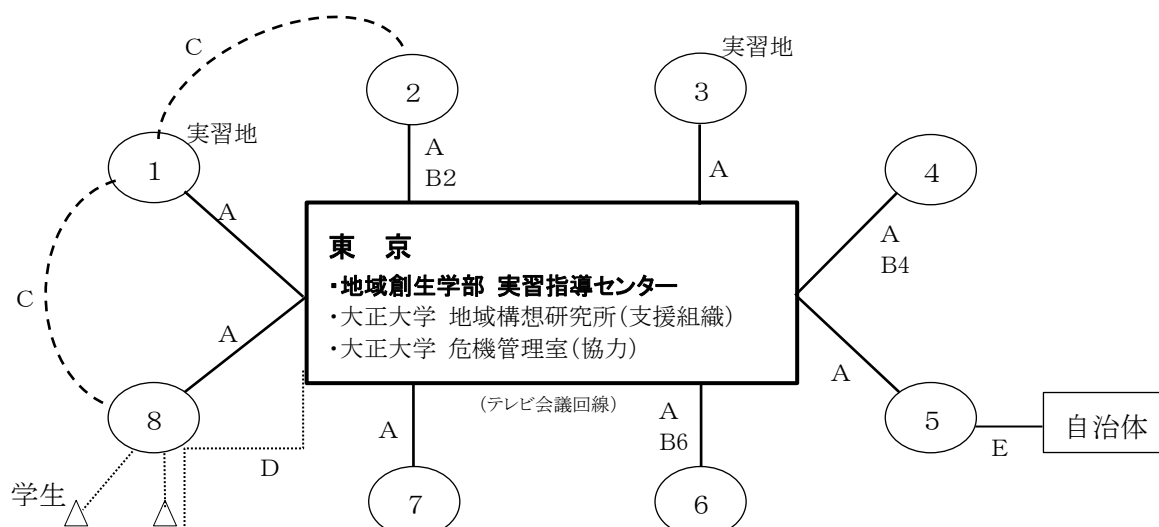 C
2
実習地
3
実習地
1
A
B2
A
4
A
A
B4
東 京
・地域創生学部 実習指導センター
・大正大学 地域構想研究所(支援組織)
・大正大学 危機管理室(協力)
C
A
A
(テレビ会議回線)
8
A
A
B6
5
E
自治体
D
学生
7
6